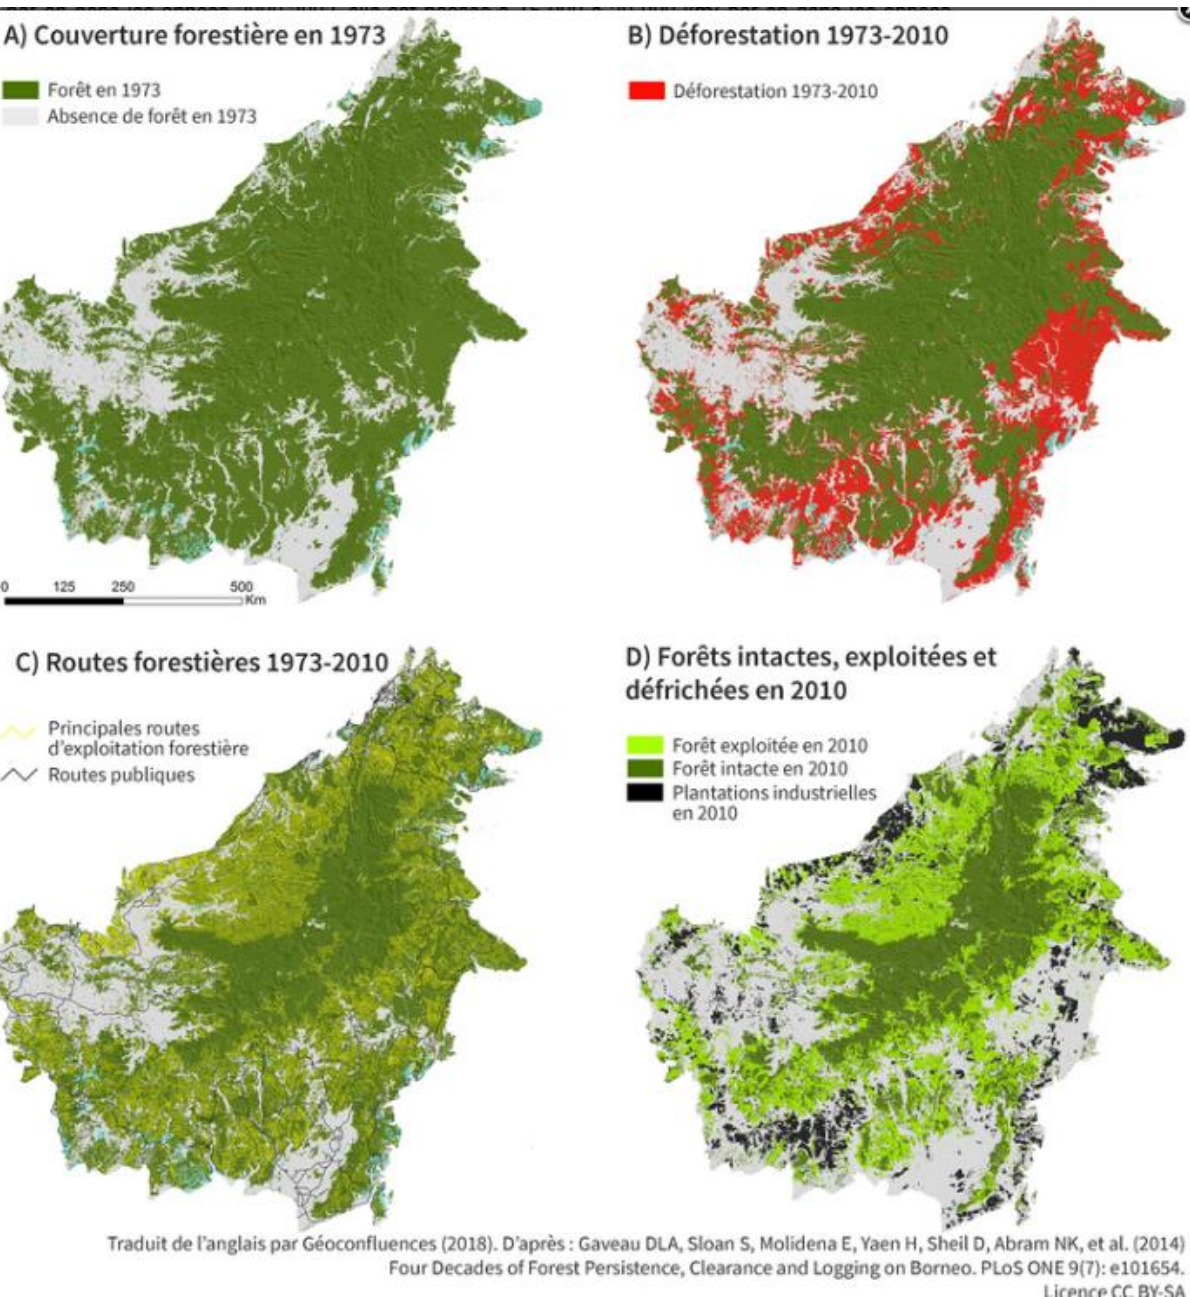 A) Couverture forestière en 1973
Forêt en 1973
Absence de forêt en 1973
0 125 250 500
Km
B) Déforestation 1973-2010
Déforestation 1973-2010
C) Routes forestières 1973-2010
Principales routes
d'exploitation forestière
Routes publiques
D) Forêts intactes, exploitées et
défrichées en 2010
Forêt exploitée en 2010
Forêt intacte en 2010
Plantations industrielles
en 2010
Traduit de l'anglais par Géoconfluences (2018). D'après : Gaveau DLA, Sloan S, Molidena E, Yaen H, Sheil D, Abram NK, et al. (2014)
Four Decades of Forest Persistence, Clearance and Logging on Borneo. PLoS ONE 9(7): e101654.
Licence CC BY-SA